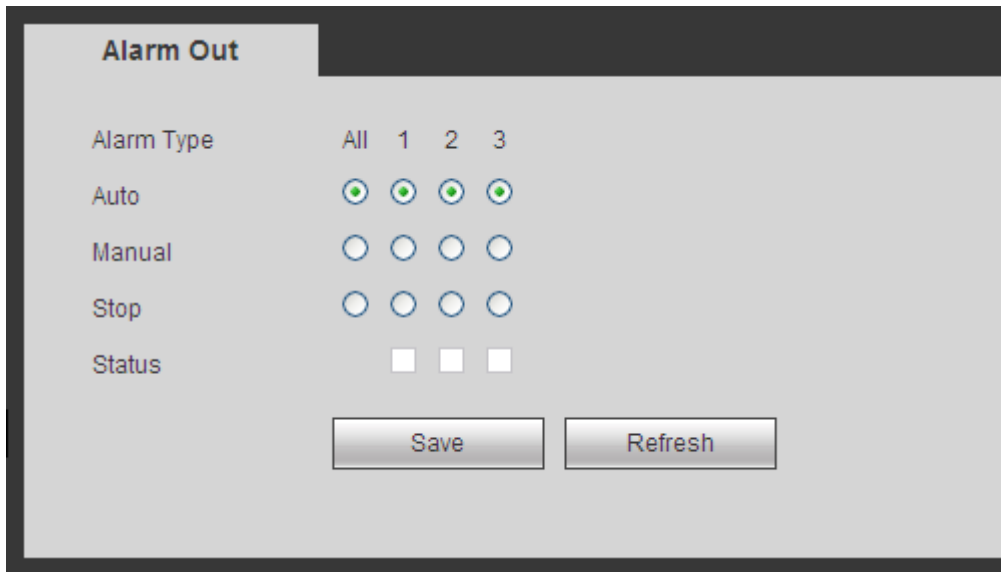 Alarm Out
Alarm Type All 1 2 3
Auto
Manual
Stop
Status
Save Refresh